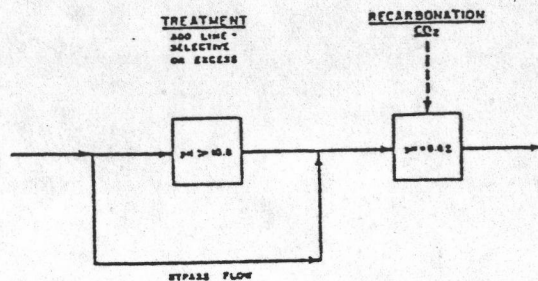 TREATMENT
ADD LIME -
SELECTIVE
OR EXCESS
RECARBONATION
CO2
BYPASS FLOW